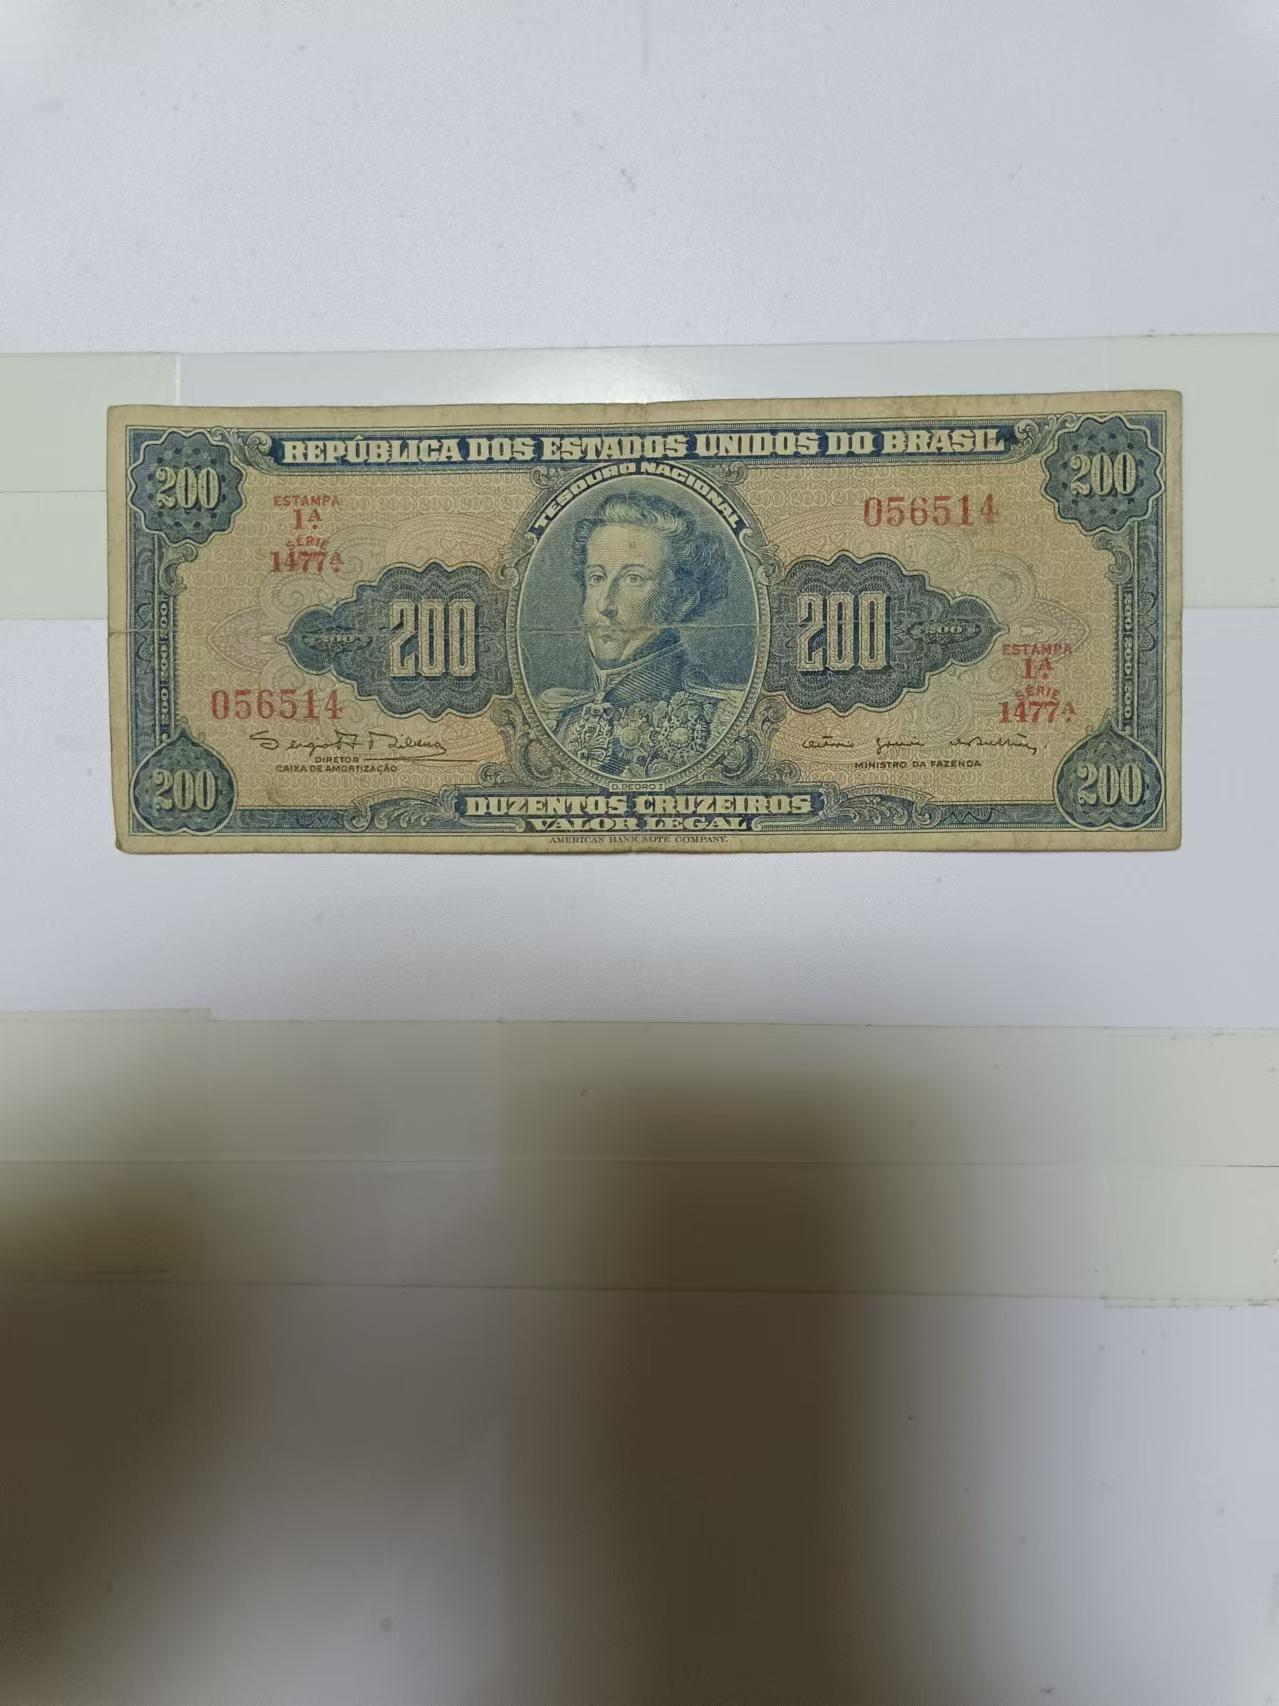 REPÚBLICA DOS ESTADOS UNIDOS DO BRASIL
TESOURO NACIONAL
200
200
ESTAMPA
1ª
SÉRIE
1477ª
056514
200
200
200
200
056514
ESTAMPA
1ª
SÉRIE
1477ª
DIRETOR
CAIXA DE AMORTIZAÇÃO
MINISTRO DA FAZENDA
200
200
D. PEDRO I
DUZENTOS CRUZEIROS
VALOR LEGAL
AMERICAN BANK NOTE COMPANY.